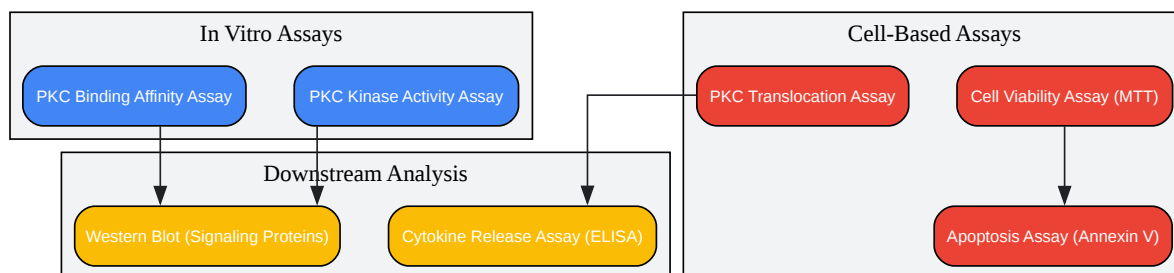 In Vitro Assays
Cell-Based Assays
PKC Binding Affinity Assay
PKC Kinase Activity Assay
PKC Translocation Assay
Cell Viability Assay (MTT)
Downstream Analysis
Western Blot (Signaling Proteins)
Cytokine Release Assay (ELISA)
Apoptosis Assay (Annexin V)